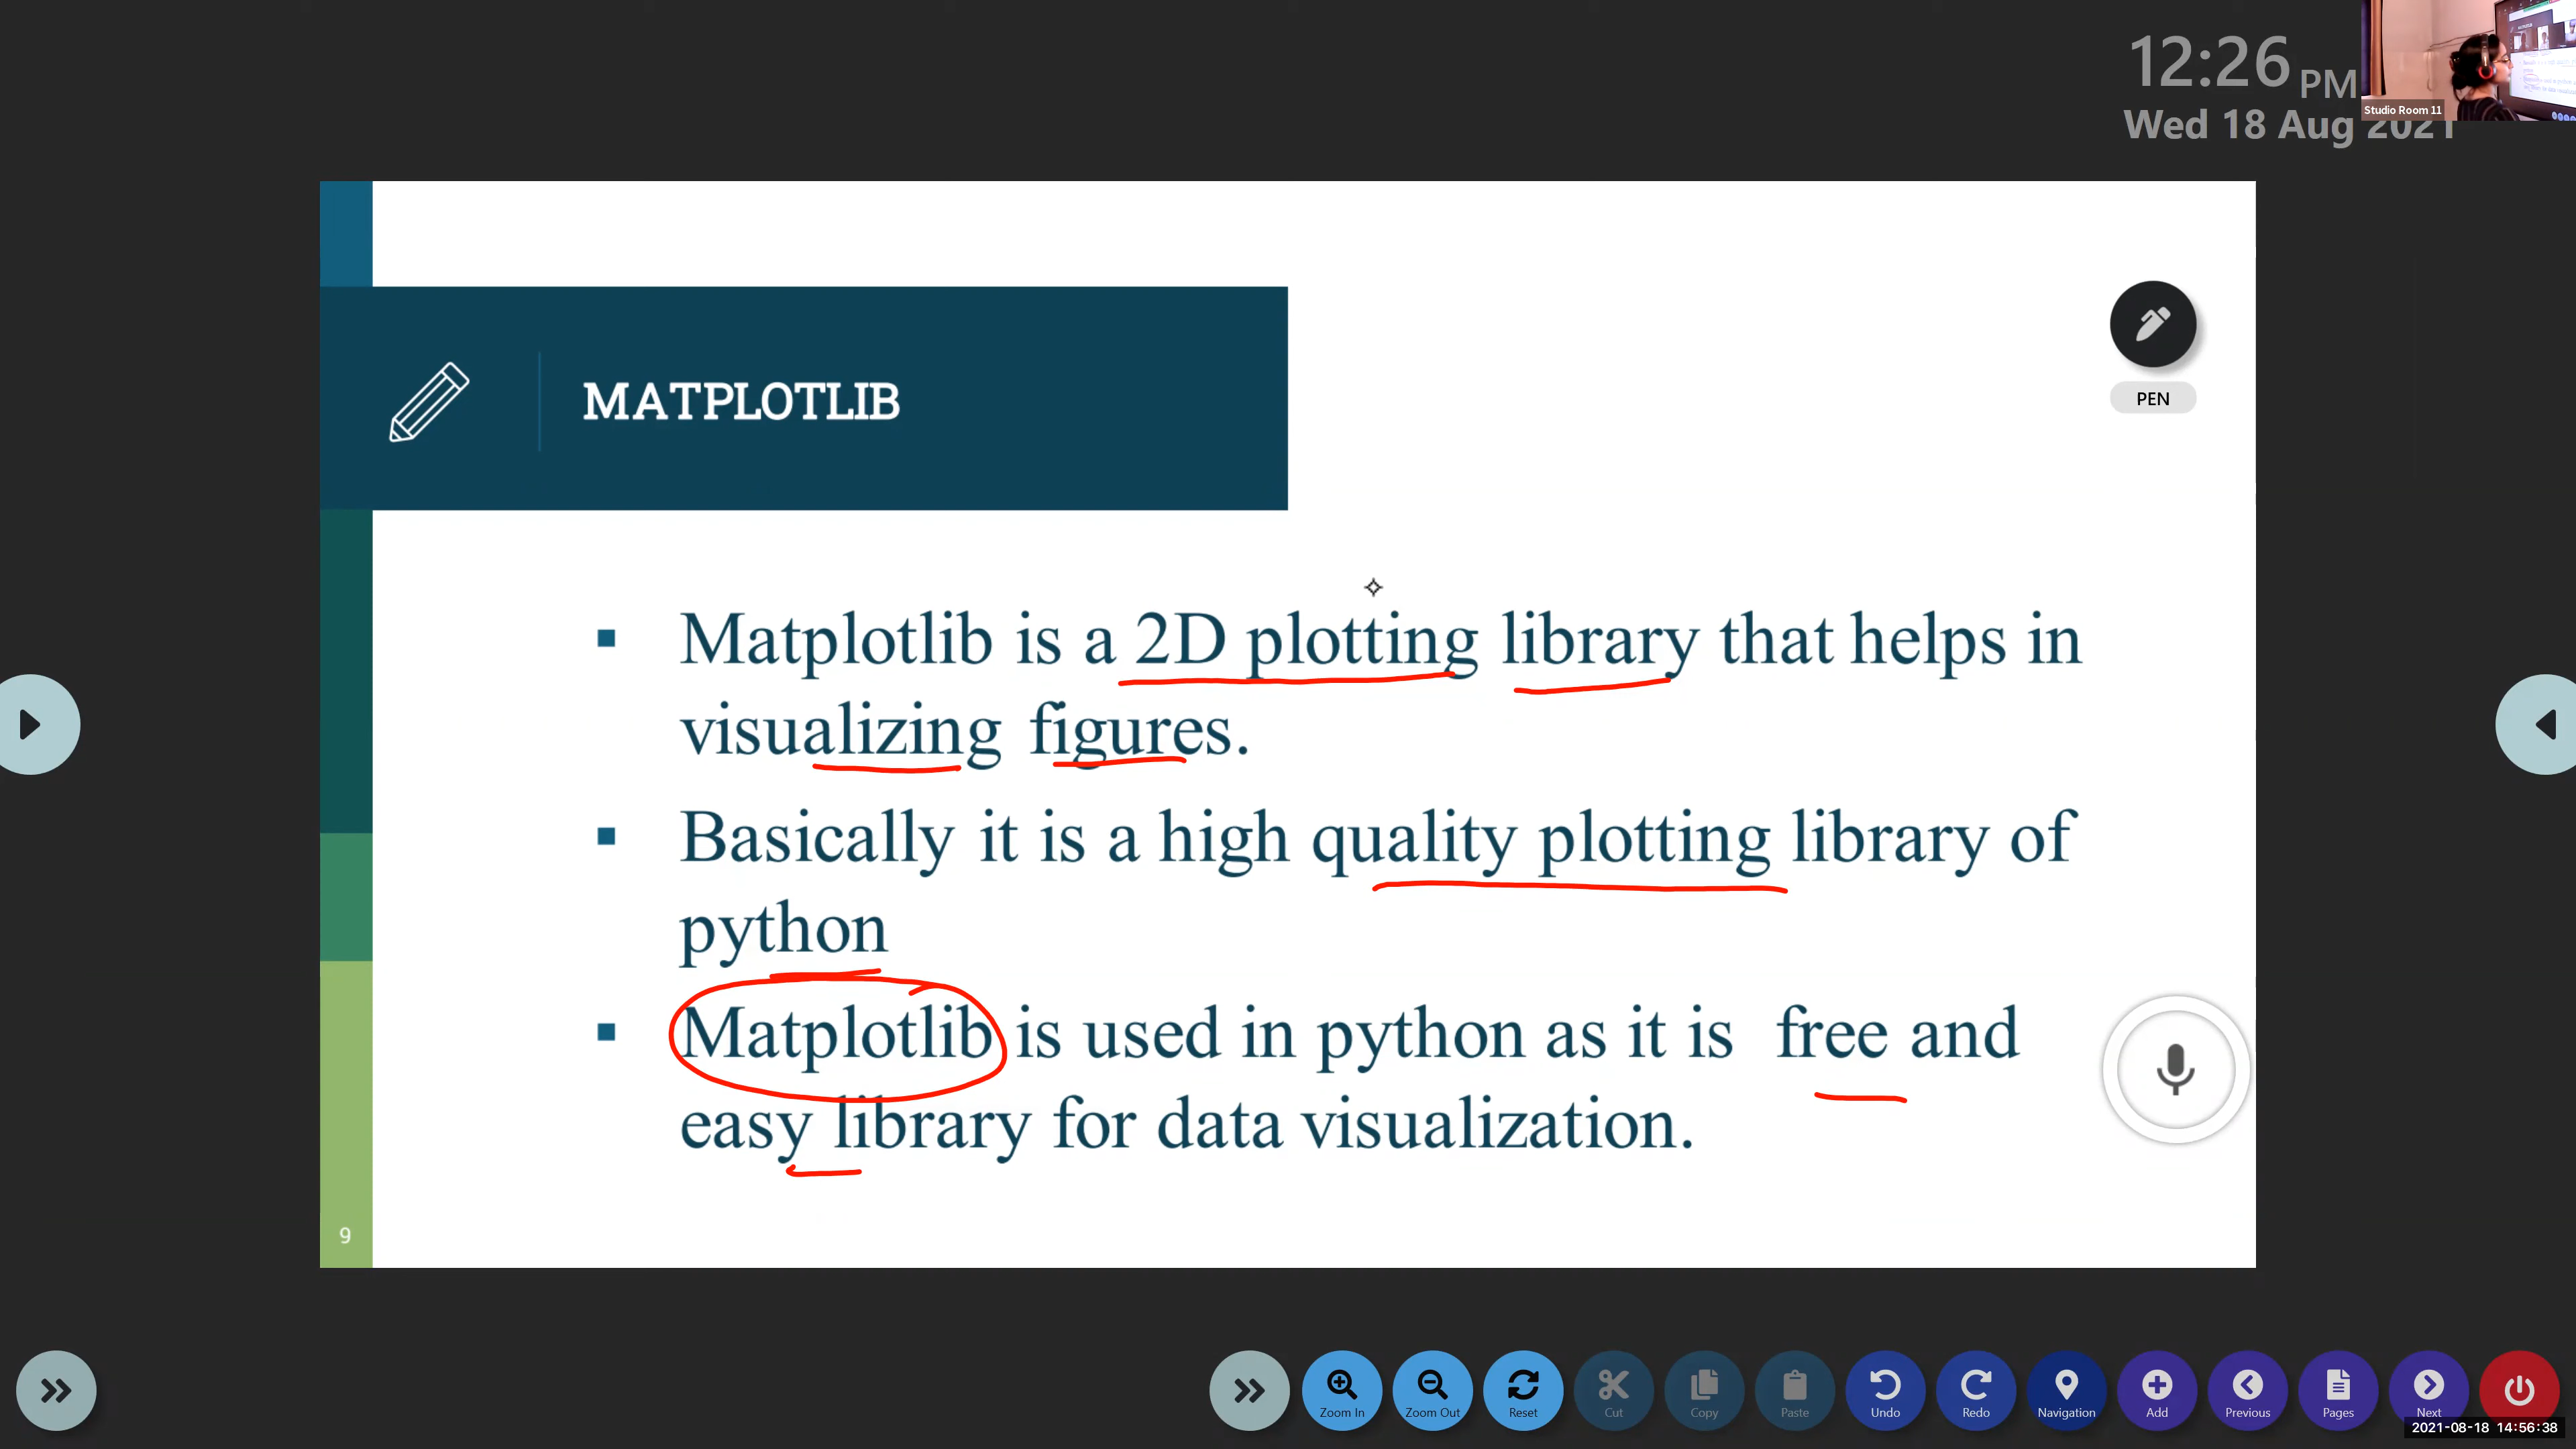 12:26 PM
Wed 18 Aug 2021
Studio Room 11
MATPLOTLIB
PEN
▪ Matplotlib is a 2D plotting library that helps in
visualizing figures.
▪ Basically it is a high quality plotting library of
python
▪ Matplotlib is used in python as it is free and
easy library for data visualization.
9
Zoom In
Zoom Out
Reset
Cut
Copy
Paste
Undo
Redo
Navigation
Add
Previous
Pages
Next
2021-08-18 14:56:38